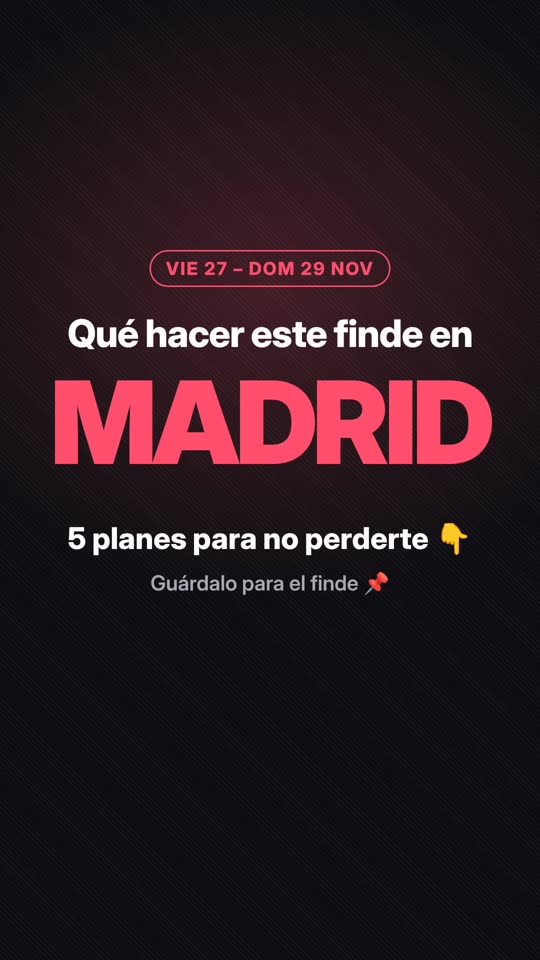 VIE 27 – DOM 29 NOV
Qué hacer este finde en
MADRID
5 planes para no perderte 👇
Guárdalo para el finde 📌